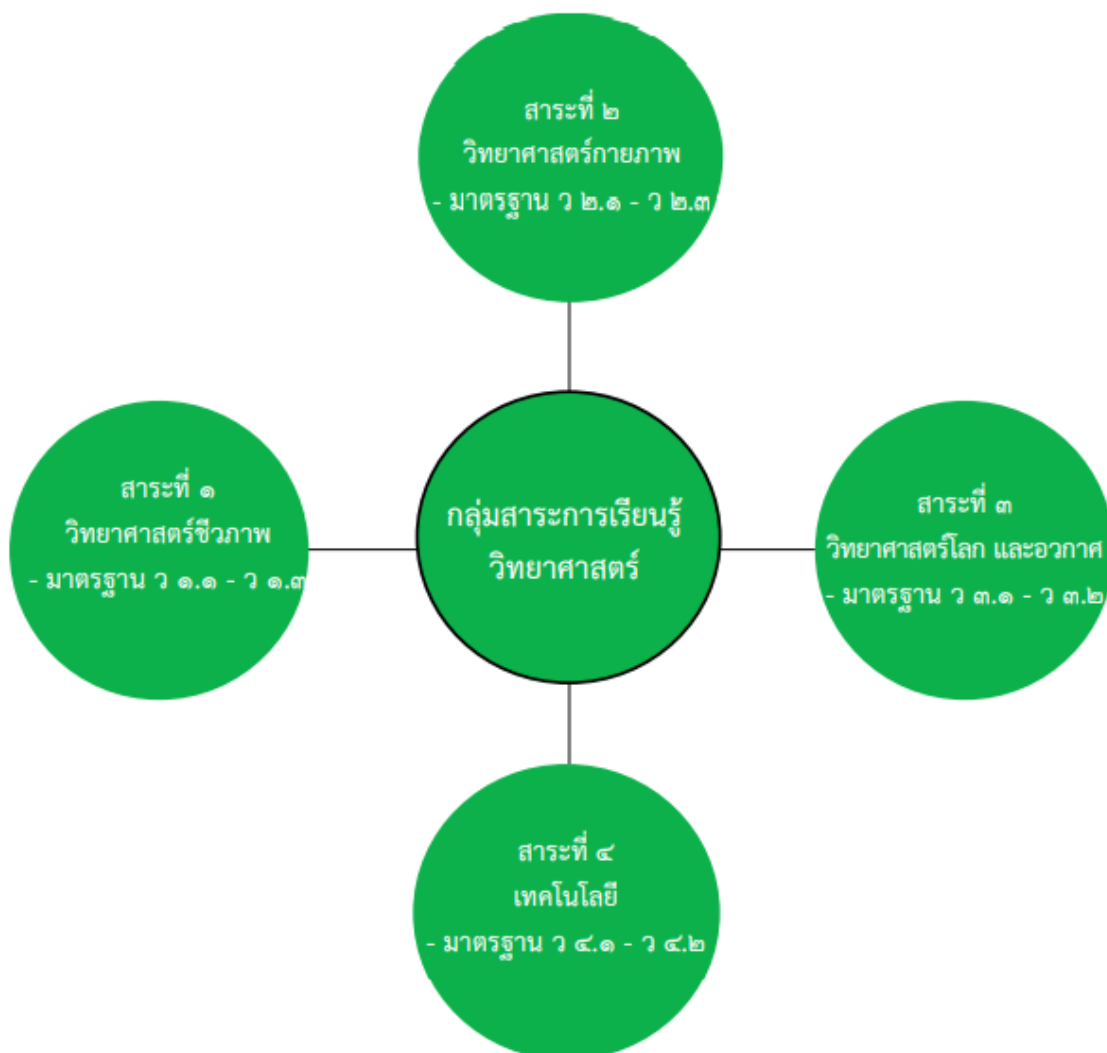 สาระที่ ๒
วิทยาศาสตร์กายภาพ
- มาตรฐาน ว ๒.๑ - ว ๒.๓
สาระที่ ๑
วิทยาศาสตร์ชีวภาพ
- มาตรฐาน ว ๑.๑ - ว ๑.๓
กลุ่มสาระการเรียนรู้
วิทยาศาสตร์
สาระที่ ๓
วิทยาศาสตร์โลก และอวกาศ
- มาตรฐาน ว ๓.๑ - ว ๓.๒
สาระที่ ๔
เทคโนโลยี
- มาตรฐาน ว ๔.๑ - ว ๔.๒